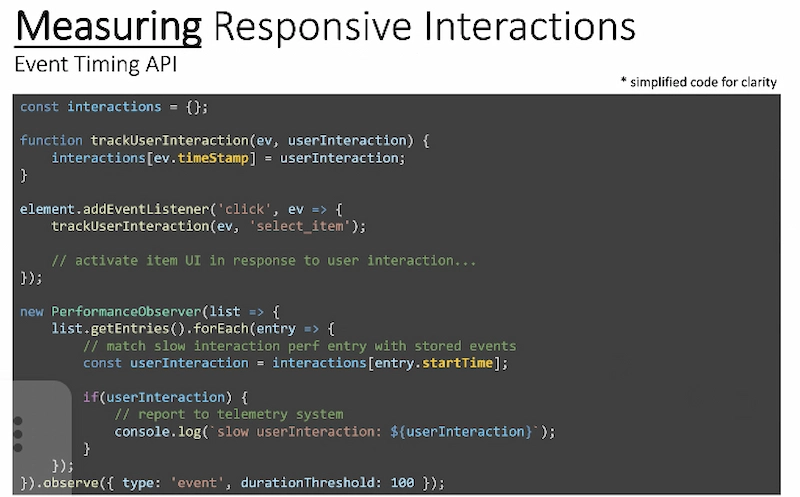 Measuring Responsive Interactions
Event Timing API
* simplified code for clarity
const interactions = {};
function trackUserInteraction(ev, userInteraction) {
    interactions[ev.timeStamp] = userInteraction;
}
element.addEventListener('click', ev => {
    trackUserInteraction(ev, 'select_item');
    // activate item UI in response to user interaction...
});
new PerformanceObserver(list => {
    list.getEntries().forEach(entry => {
        // match slow interaction perf entry with stored events
        const userInteraction = interactions[entry.startTime];
        if(userInteraction) {
            // report to telemetry system
            console.log(`slow userInteraction: ${userInteraction}`);
        }
    });
}).observe({ type: 'event', durationThreshold: 100 });